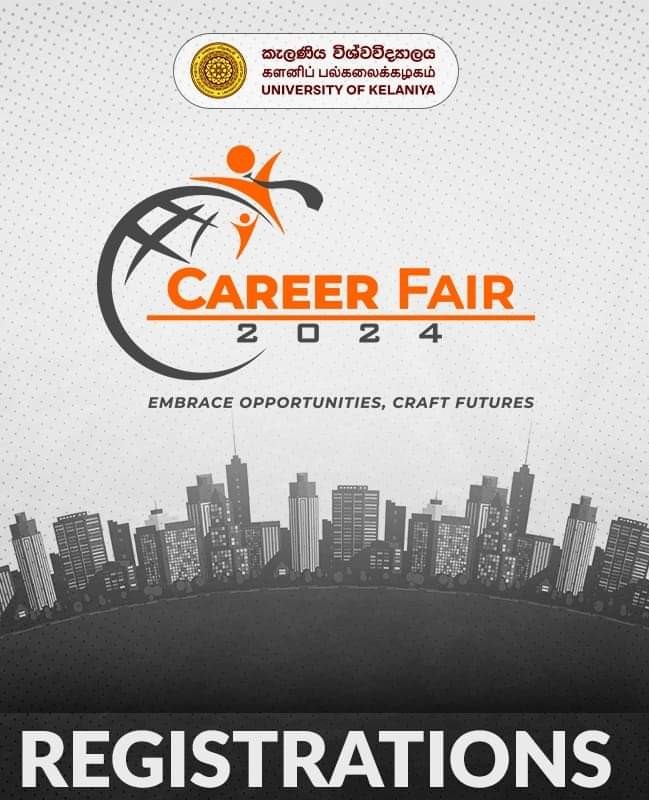 කැලණිය විශ්වවිද්‍යාලය
களனிப் பல்கலைக்கழகம்
UNIVERSITY OF KELANIYA
CAREER FAIR
2024
EMBRACE OPPORTUNITIES, CRAFT FUTURES
REGISTRATIONS